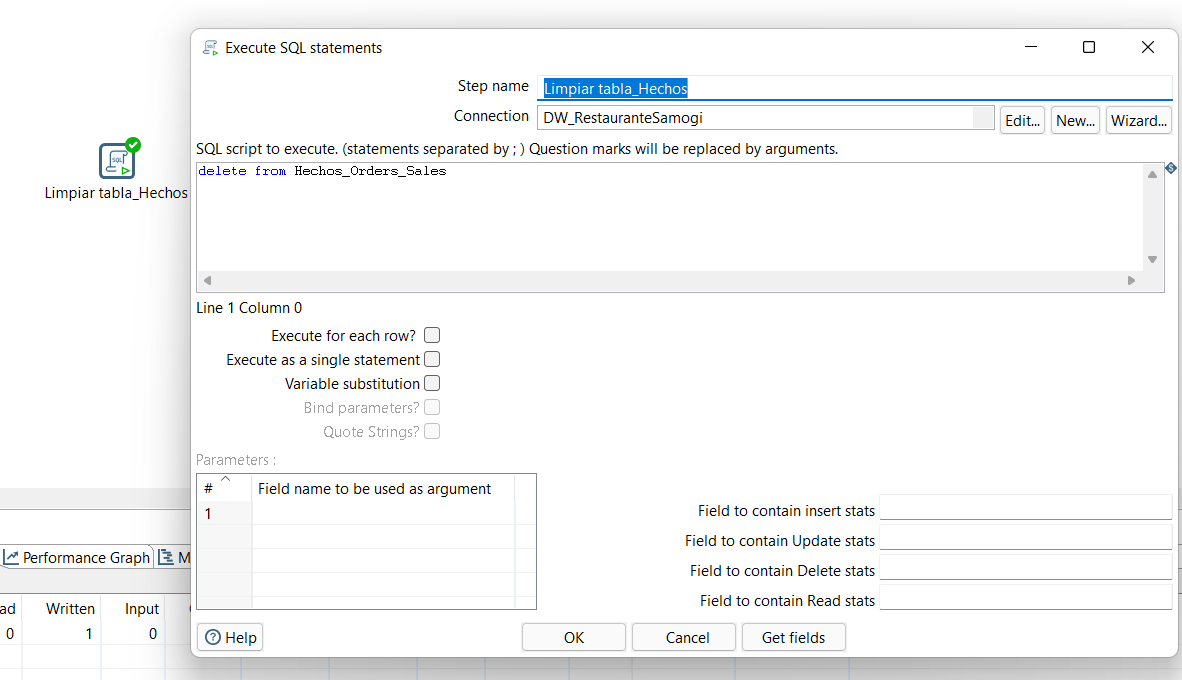 Execute SQL statements
Step name Limpiar tabla_Hechos
Connection DW_RestauranteSamogi Edit... New... Wizard...
SQL script to execute. (statements separated by ; ) Question marks will be replaced by arguments.
delete from Hechos_Orders_Sales
SQL
Limpiar tabla_Hechos
Line 1 Column 0
Execute for each row?
Execute as a single statement
Variable substitution
Bind parameters?
Quote Strings?
Parameters :
# Field name to be used as argument
1
Field to contain insert stats
Field to contain Update stats
Field to contain Delete stats
Field to contain Read stats
Help OK Cancel Get fields
Performance Graph M
ad Written Input
0 1 0